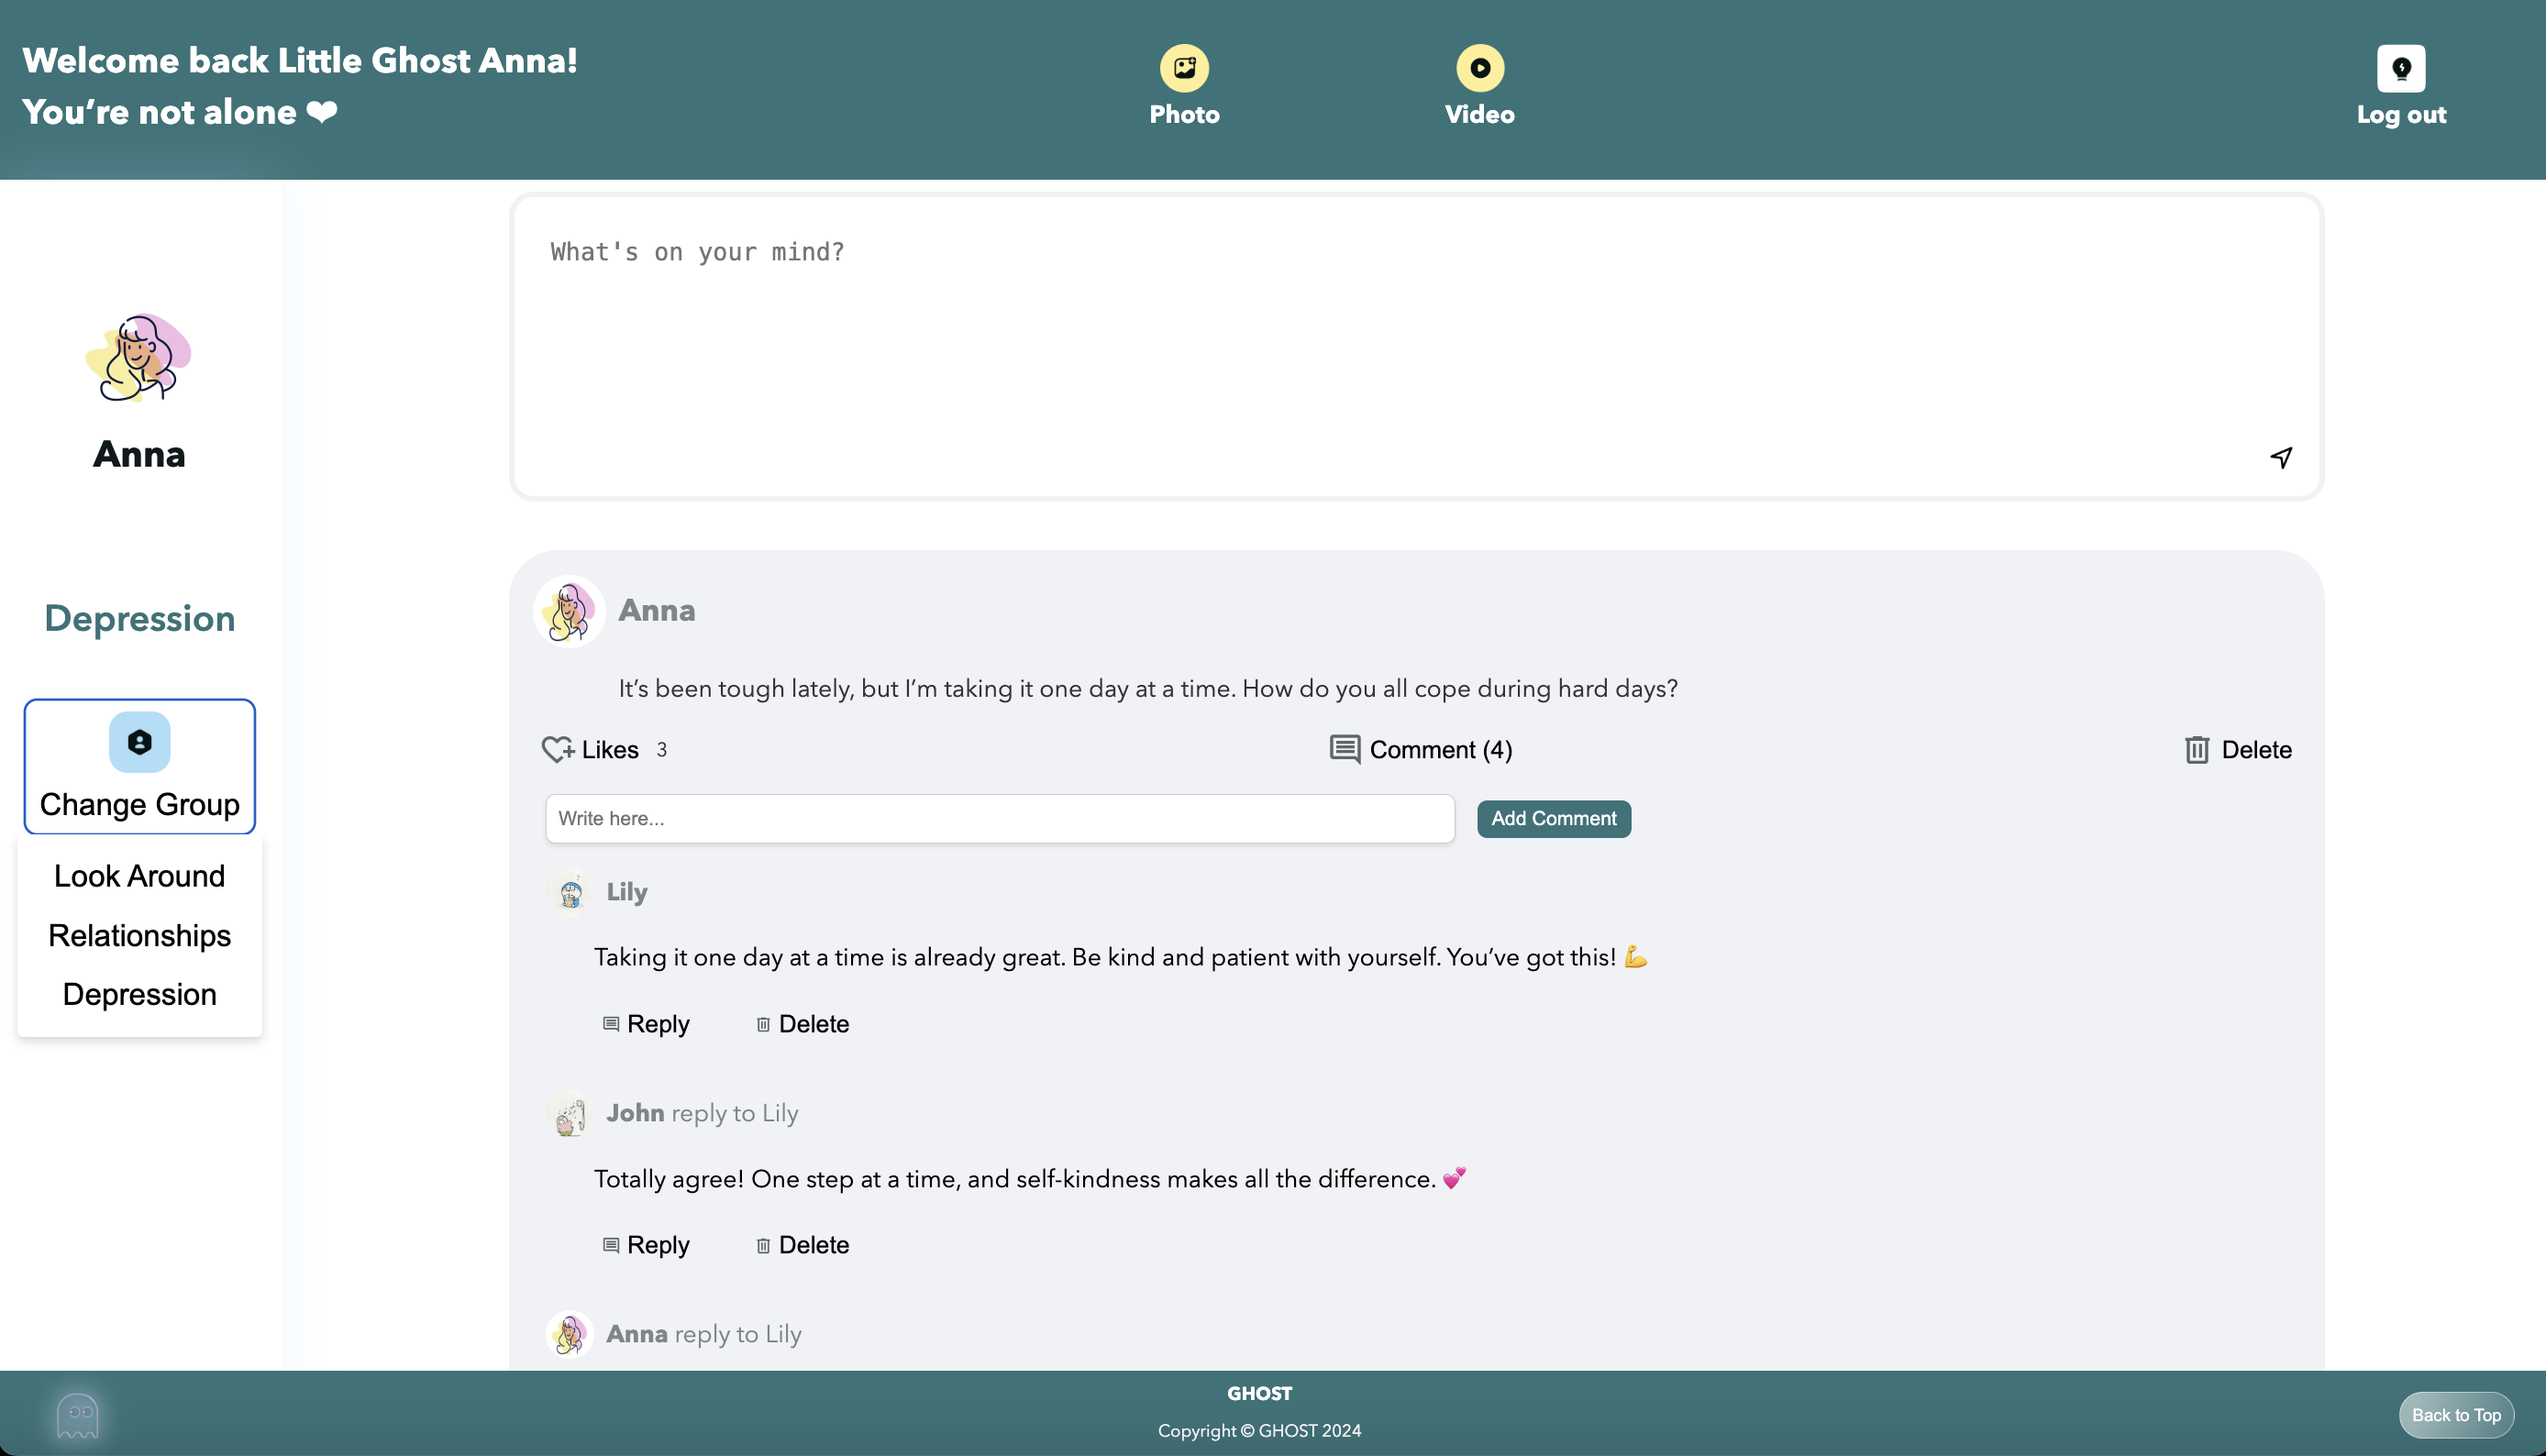 Welcome back Little Ghost Anna!
You’re not alone ❤
Photo
Video
Log out
Anna
Depression
Change Group
Look Around
Relationships
Depression
What's on your mind?
Anna
It’s been tough lately, but I’m taking it one day at a time. How do you all cope during hard days?
Likes 3
Comment (4)
Delete
Write here...
Add Comment
Lily
Taking it one day at a time is already great. Be kind and patient with yourself. You’ve got this! 💪
Reply
Delete
John reply to Lily
Totally agree! One step at a time, and self-kindness makes all the difference. 💕
Reply
Delete
Anna reply to Lily
GHOST
Copyright © GHOST 2024
Back to Top